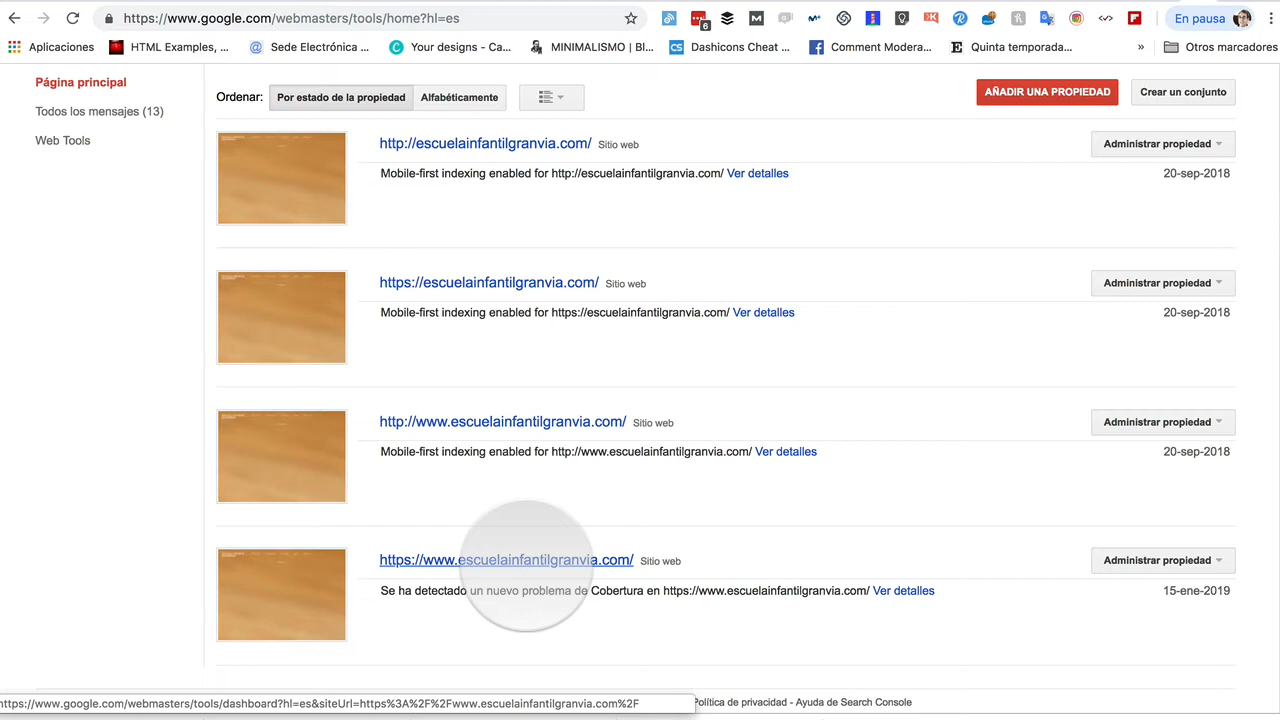 https://www.google.com/webmasters/tools/home?hl=es
6
En pausa
Aplicaciones
HTML Examples, ...
Sede Electrónica ...
Your designs - Ca...
MINIMALISMO | Bl...
Dashicons Cheat ...
Comment Modera...
Quinta temporada...
»
Otros marcadores
Página principal
Todos los mensajes (13)
Web Tools
Ordenar:
Por estado de la propiedad
Alfabéticamente
AÑADIR UNA PROPIEDAD
Crear un conjunto
http://escuelainfantilgranvia.com/ Sitio web
Administrar propiedad
Mobile-first indexing enabled for http://escuelainfantilgranvia.com/ Ver detalles
20-sep-2018
https://escuelainfantilgranvia.com/ Sitio web
Administrar propiedad
Mobile-first indexing enabled for https://escuelainfantilgranvia.com/ Ver detalles
20-sep-2018
http://www.escuelainfantilgranvia.com/ Sitio web
Administrar propiedad
Mobile-first indexing enabled for http://www.escuelainfantilgranvia.com/ Ver detalles
20-sep-2018
https://www.escuelainfantilgranvia.com/ Sitio web
Administrar propiedad
Se ha detectado un nuevo problema de Cobertura en https://www.escuelainfantilgranvia.com/ Ver detalles
15-ene-2019
https://www.google.com/webmasters/tools/dashboard?hl=es&siteUrl=https%3A%2F%2Fwww.escuelainfantilgranvia.com%2F
Política de privacidad - Ayuda de Search Console